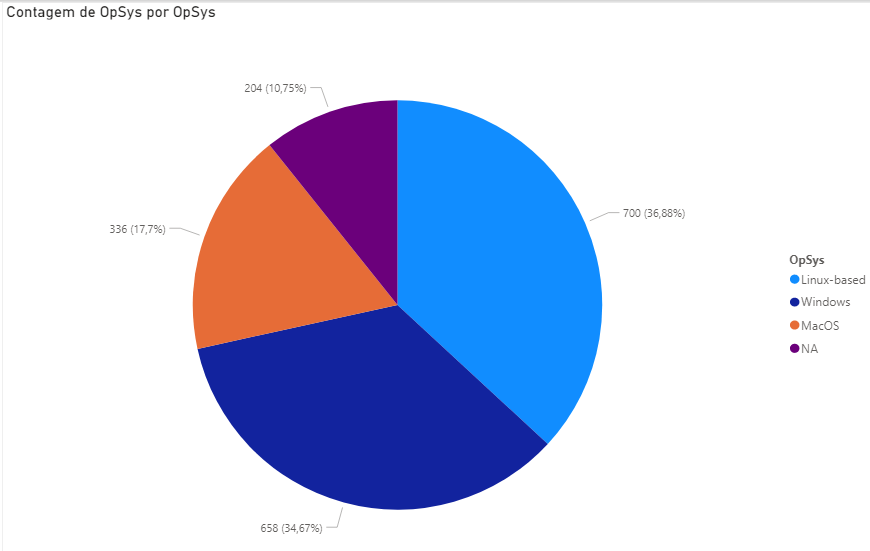 Contagem de OpSys por OpSys
204 (10,75%)
700 (36,88%)
336 (17,7%)
658 (34,67%)
OpSys
Linux-based
Windows
MacOS
NA